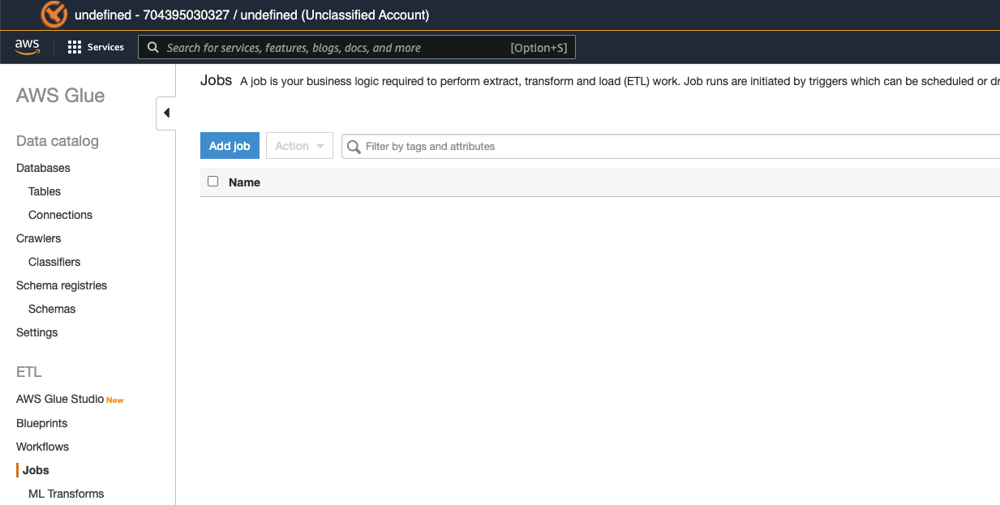 undefined - 704395030327 / undefined (Unclassified Account)
aws
Services
Search for services, features, blogs, docs, and more
[Option+S]
AWS Glue
Data catalog
Databases
Tables
Connections
Crawlers
Classifiers
Schema registries
Schemas
Settings
ETL
AWS Glue Studio New
Blueprints
Workflows
Jobs
ML Transforms
Jobs A job is your business logic required to perform extract, transform and load (ETL) work. Job runs are initiated by triggers which can be scheduled or
Add job
Action
Filter by tags and attributes
Name